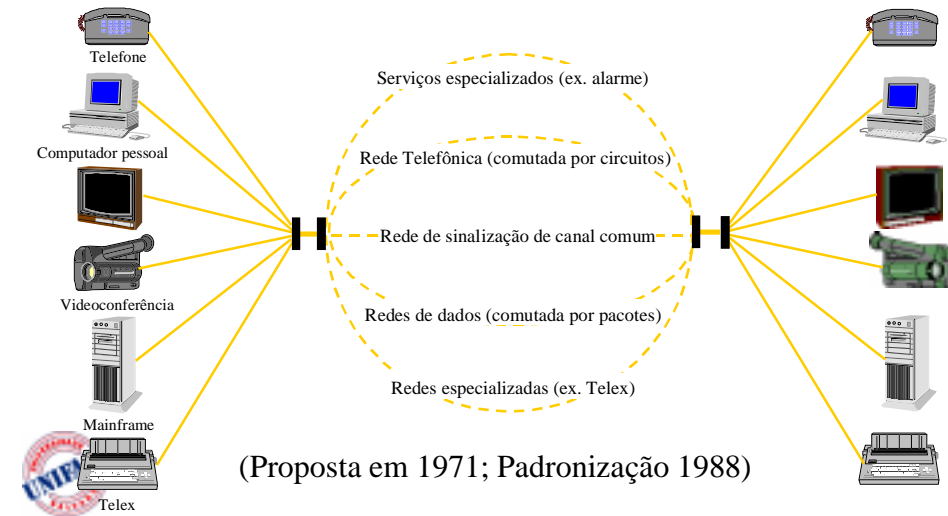 Telefone
Serviços especializados (ex. alarme)
Computador pessoal
Rede Telefônica (comutada por circuitos)
Rede de sinalização de canal comum
Videoconferência
Redes de dados (comutada por pacotes)
Redes especializadas (ex. Telex)
Mainframe
(Proposta em 1971; Padronização 1988)
Telex